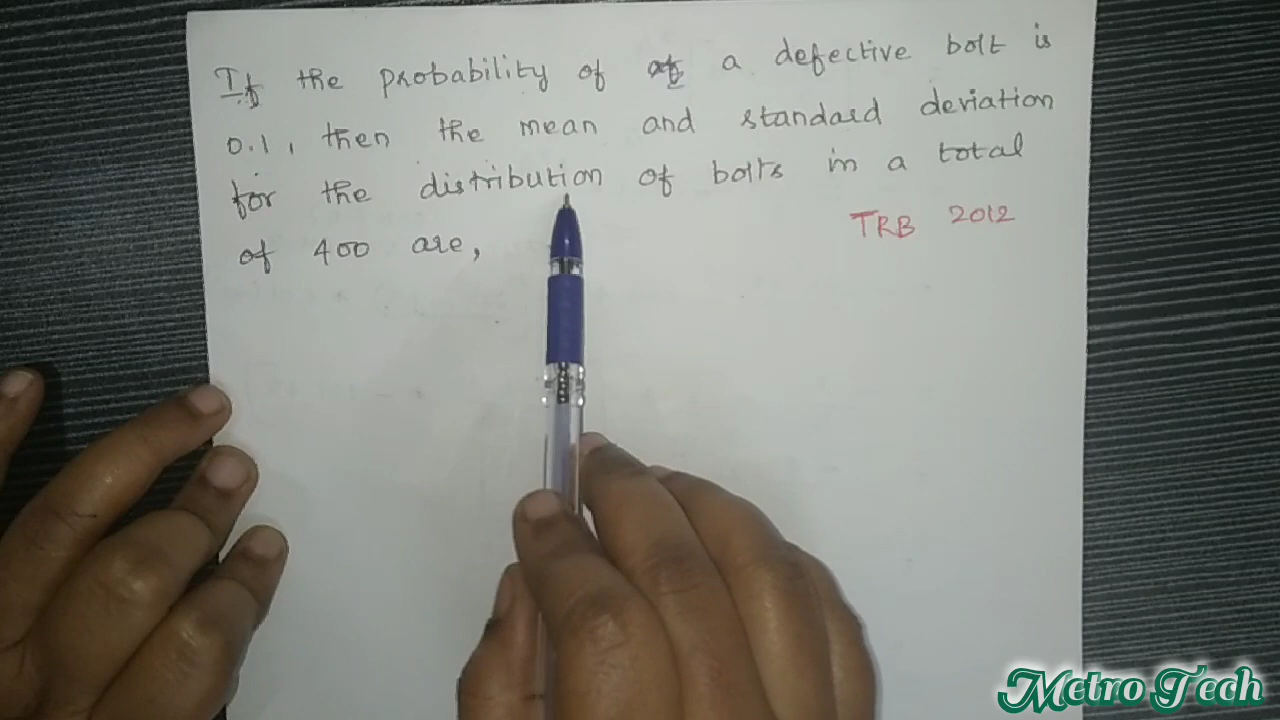 If the probability of a defective bolt is
0.1, then the mean and standard deviation
for the distribution of bolts in a total
of 400 are,
TRB 2012
Metro Tech